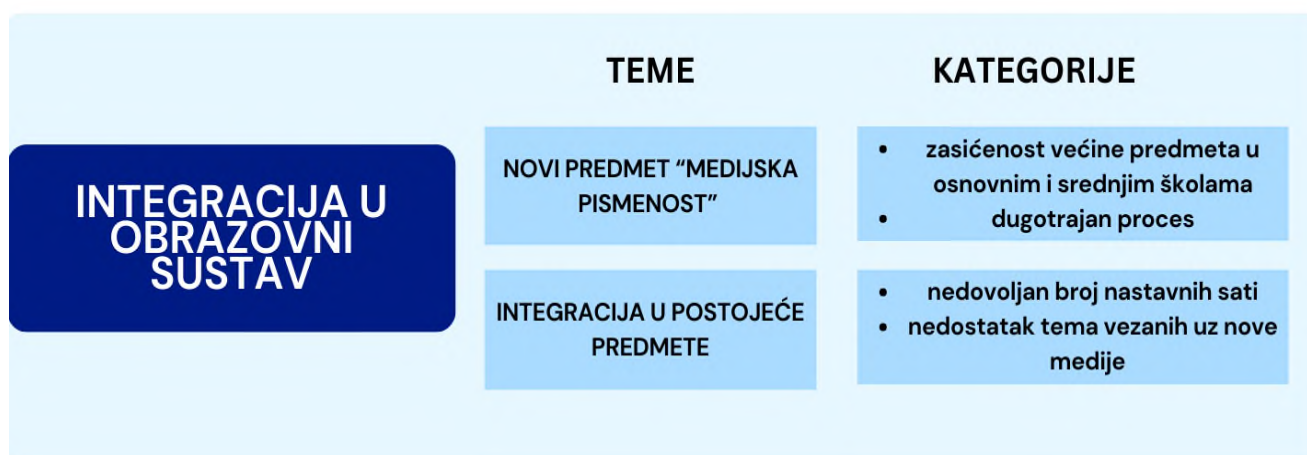 TEME
KATEGORIJE
INTEGRACIJA U
OBRAZOVNI
SUSTAV
NOVI PREDMET “MEDIJSKA
PISMENOST”
• zasićenost većine predmeta u
osnovnim i srednjim školama
• dugotrajan proces
INTEGRACIJA U POSTOJEĆE
PREDMETE
• nedovoljan broj nastavnih sati
• nedostatak tema vezanih uz nove
medije